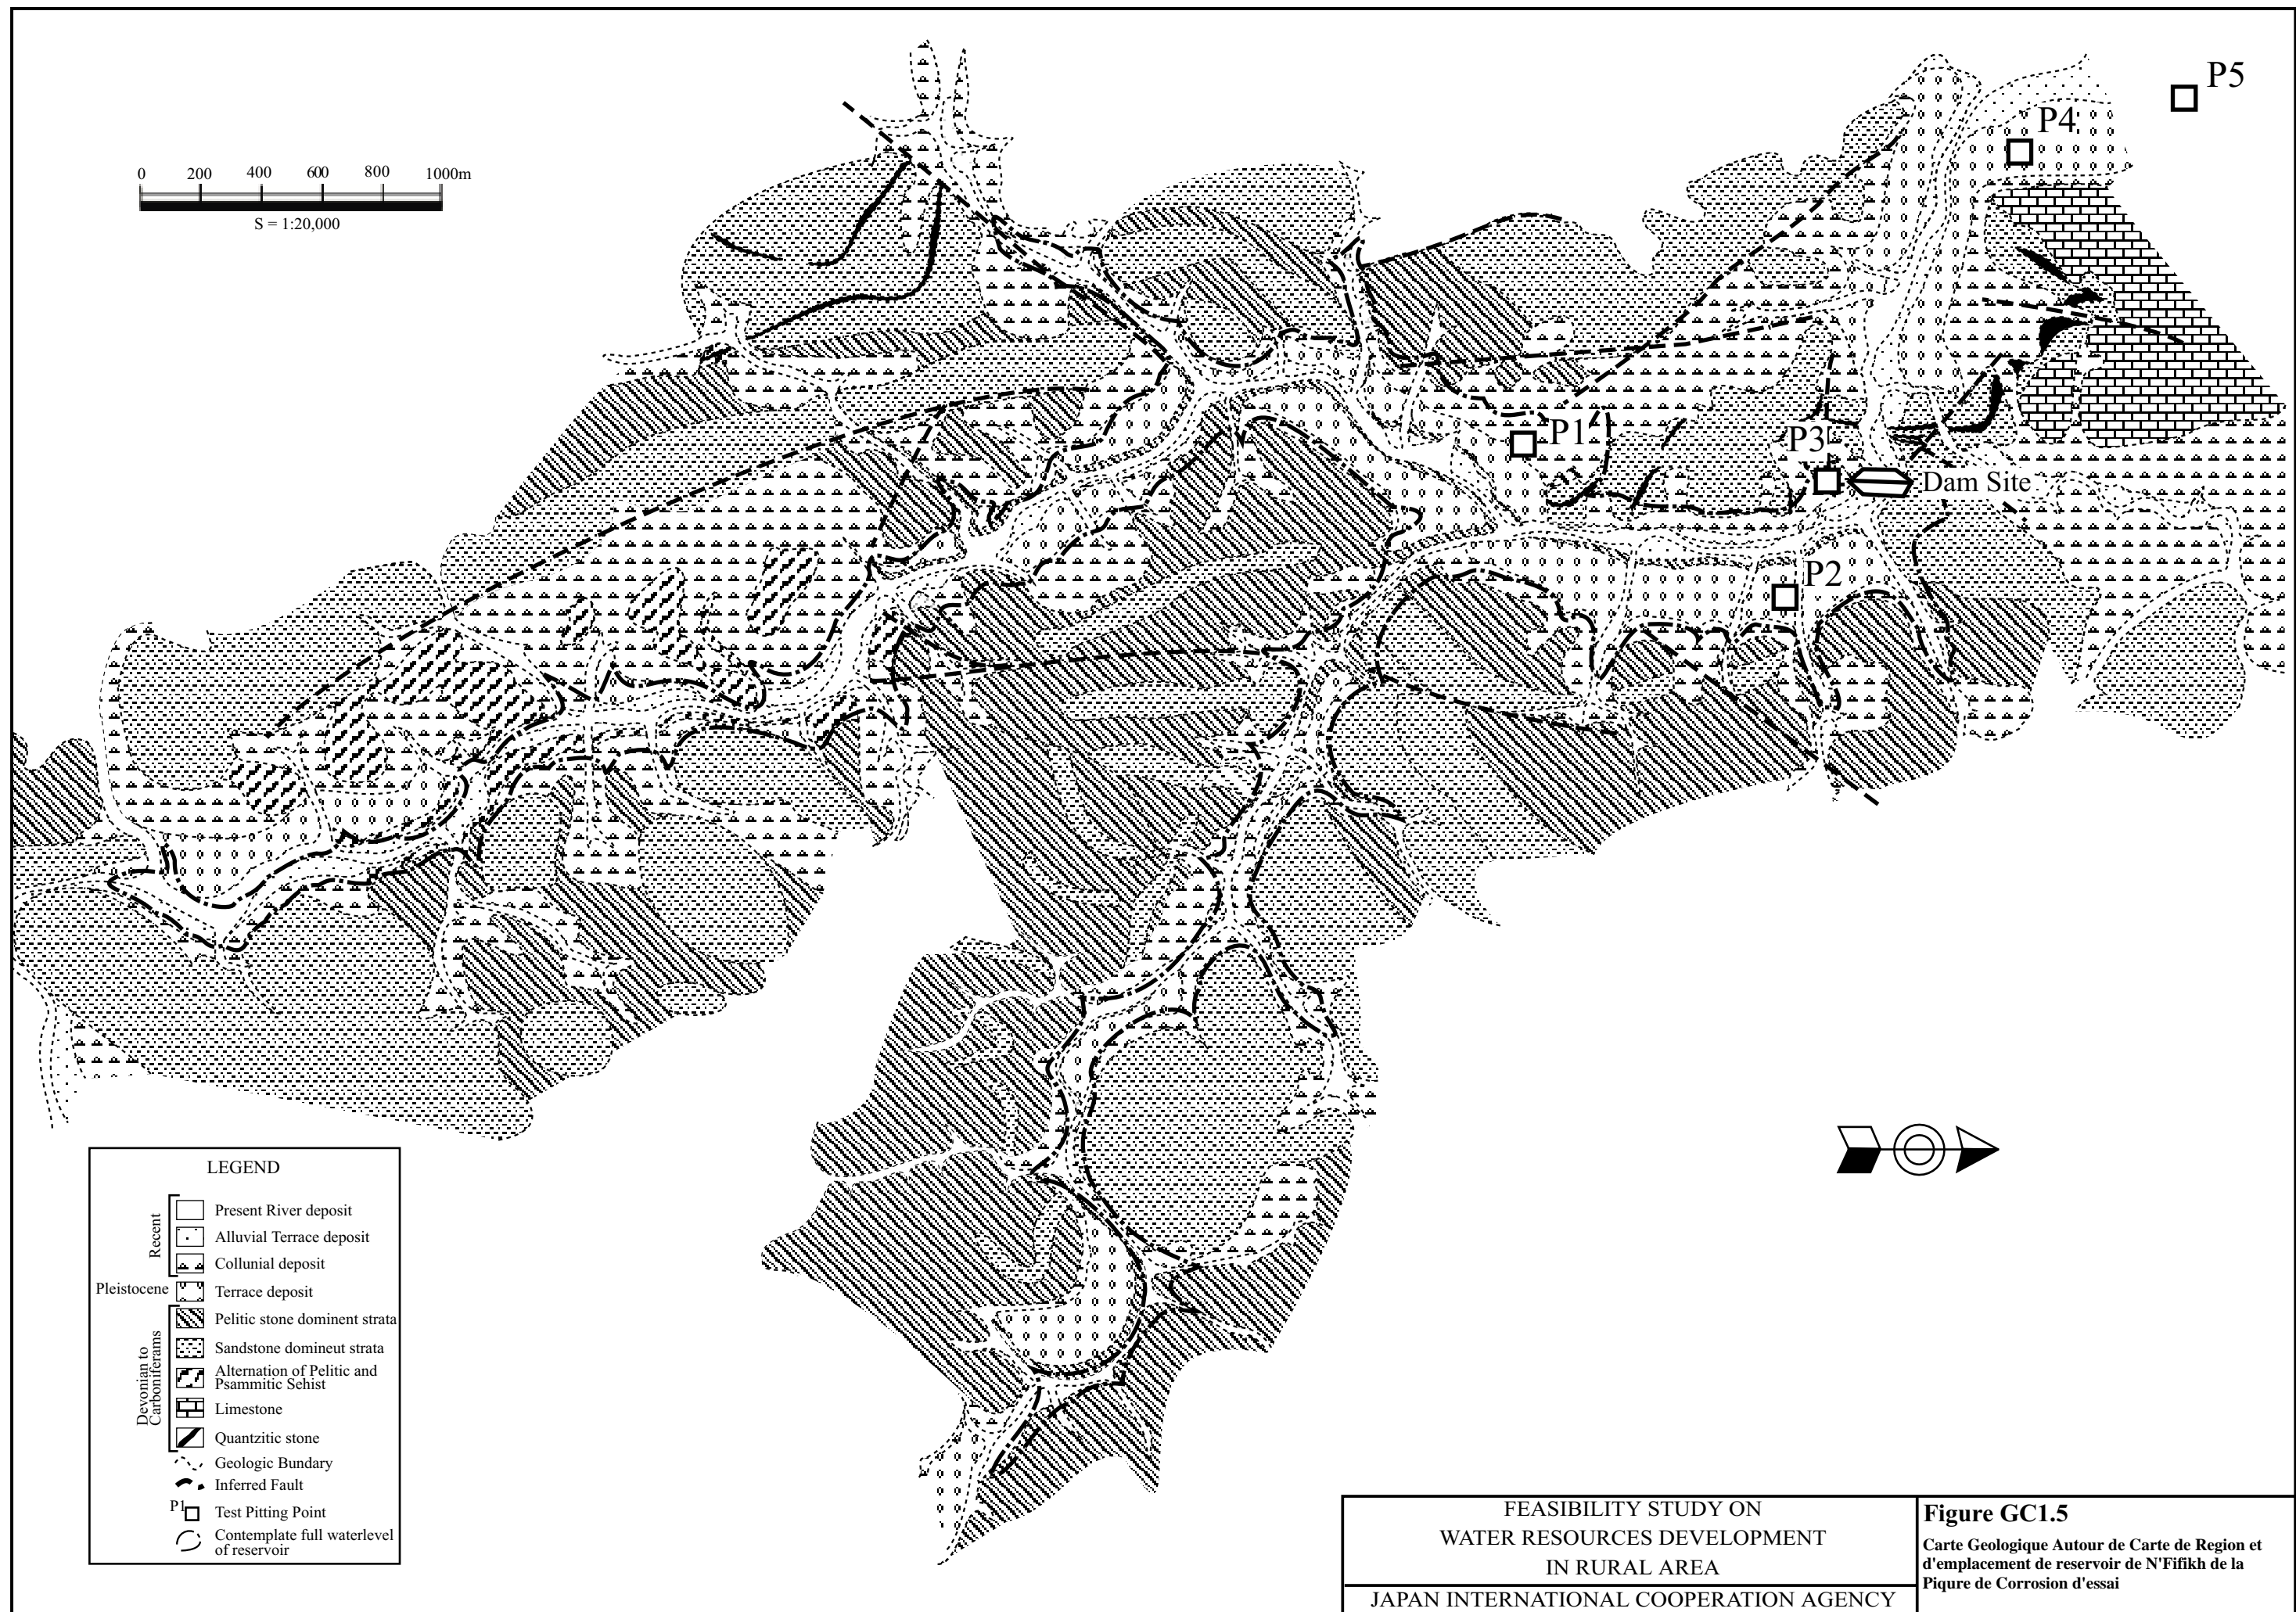 P5
P4
0 200 400 600 800 1000m
S = 1:20,000
P1
P3
Dam Site
P2
LEGEND
Recent
Present River deposit
Alluvial Terrace deposit
Collunial deposit
Pleistocene
Terrace deposit
Devonian to
Carboniferams
Pelitic stone dominent strata
Sandstone domineut strata
Alternation of Pelitic and
Psammitic Sehist
Limestone
Quantzitic stone
Geologic Bundary
Inferred Fault
P1
Test Pitting Point
Contemplate full waterlevel
of reservoir
FEASIBILITY STUDY ON
WATER RESOURCES DEVELOPMENT
IN RURAL AREA
JAPAN INTERNATIONAL COOPERATION AGENCY
Figure GC1.5
Carte Geologique Autour de Carte de Region et
d'emplacement de reservoir de N'Fifikh de la
Piqure de Corrosion d'essai